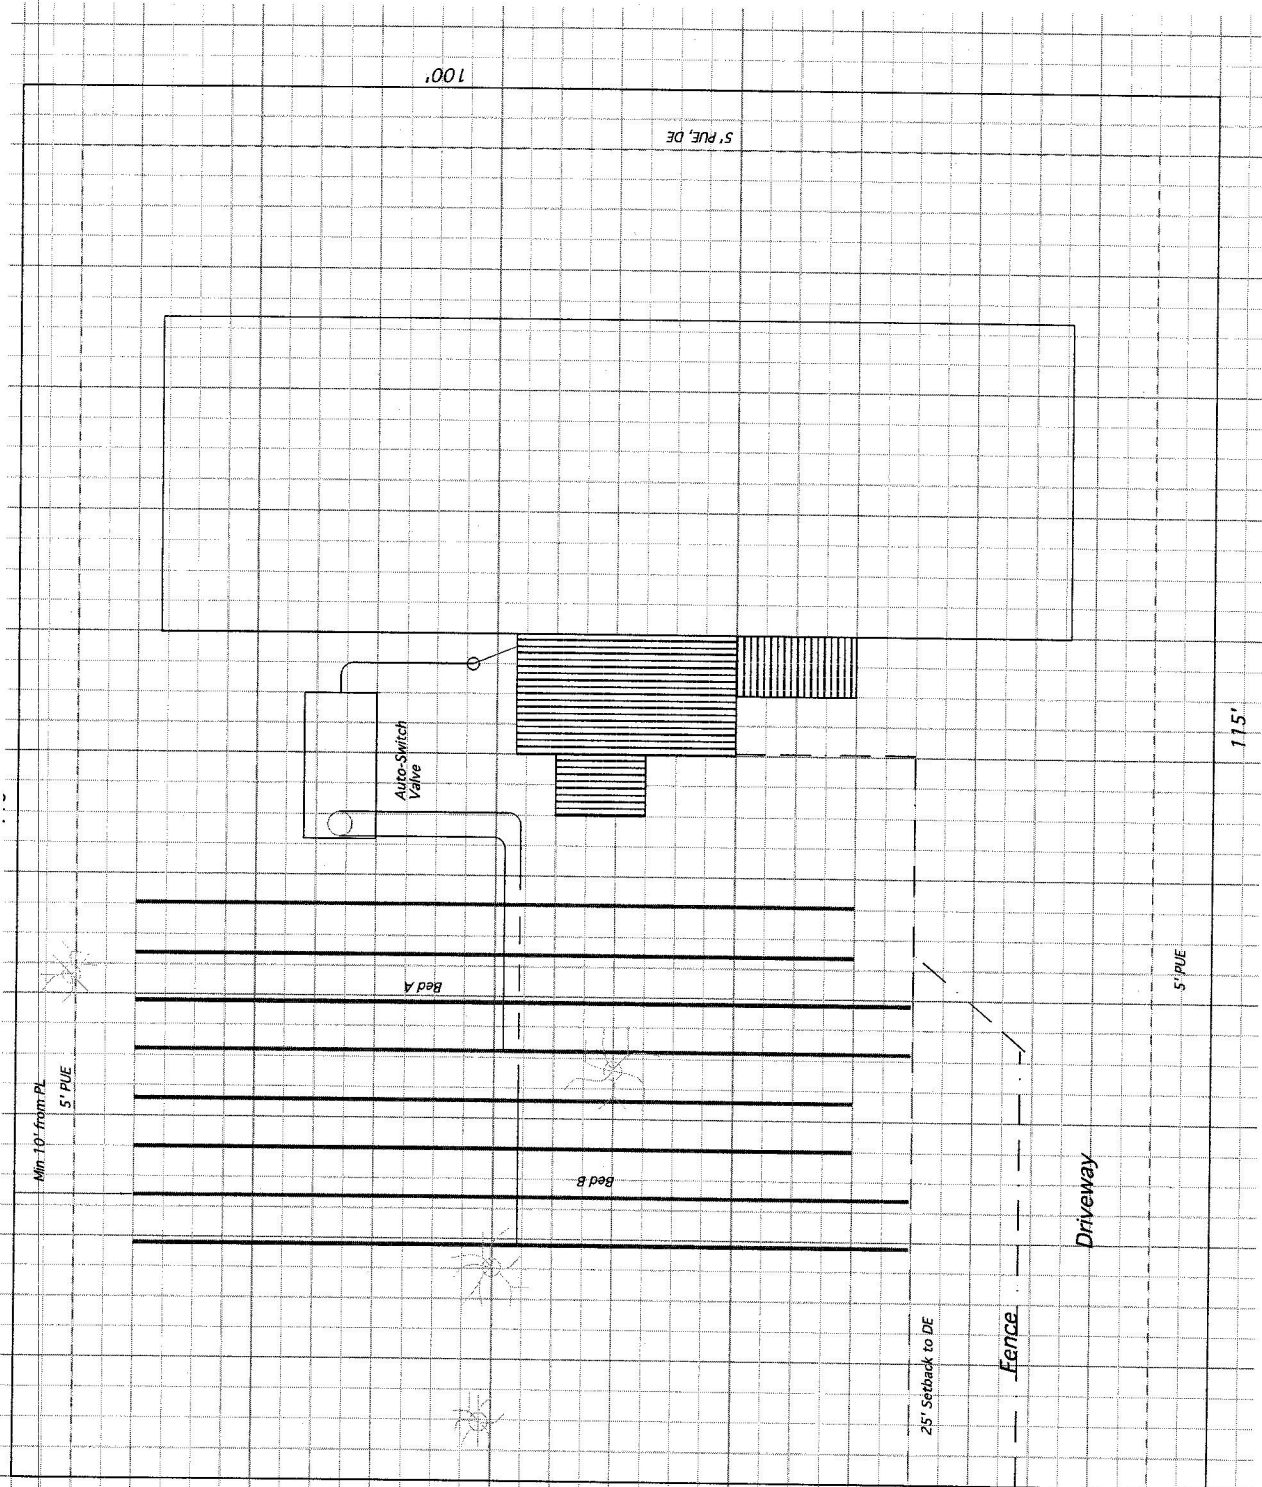 100'
5' PUE, DE
Auto-Switch
Valve
115'
Bed A
5' PUE
Min 10' from PL
5' PUE
Bed B
Driveway
25' Setback to DE
Fence